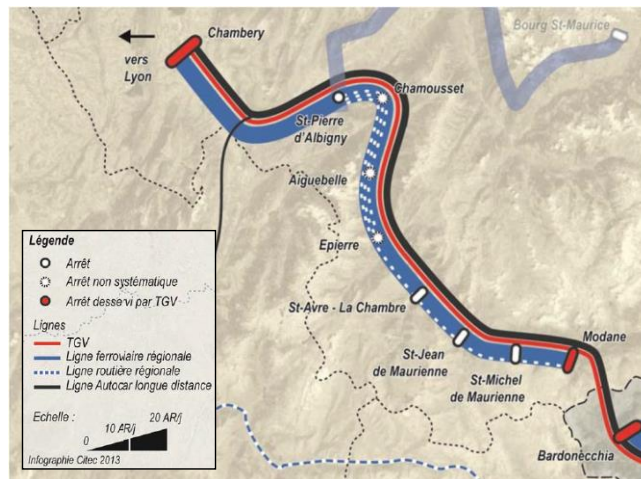 Chambery
Bourg St-Maurice
vers
Lyon
Chamousset
St-Pierre
d'Albigny
Aiguebelle
Epierre
St-Avre - La Chambre
St-Jean
de Maurienne
St-Michel
de Maurienne
Modane
Bardonecchia
Légende
Arrêt
Arrêt non systématique
Arrêt desservi par TGV
Lignes
TGV
Ligne ferroviaire régionale
Ligne routière régionale
Ligne Autocar longue distance
Echelle :
0
10 AR/j
20 AR/j
Infographie Citec 2013